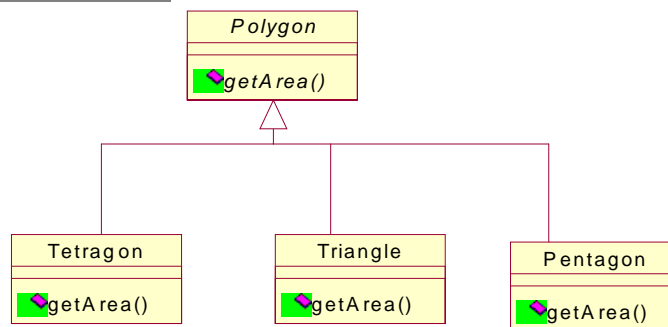 Polygon
getArea()
Tetragon
getArea()
Triangle
getArea()
Pentagon
getArea()